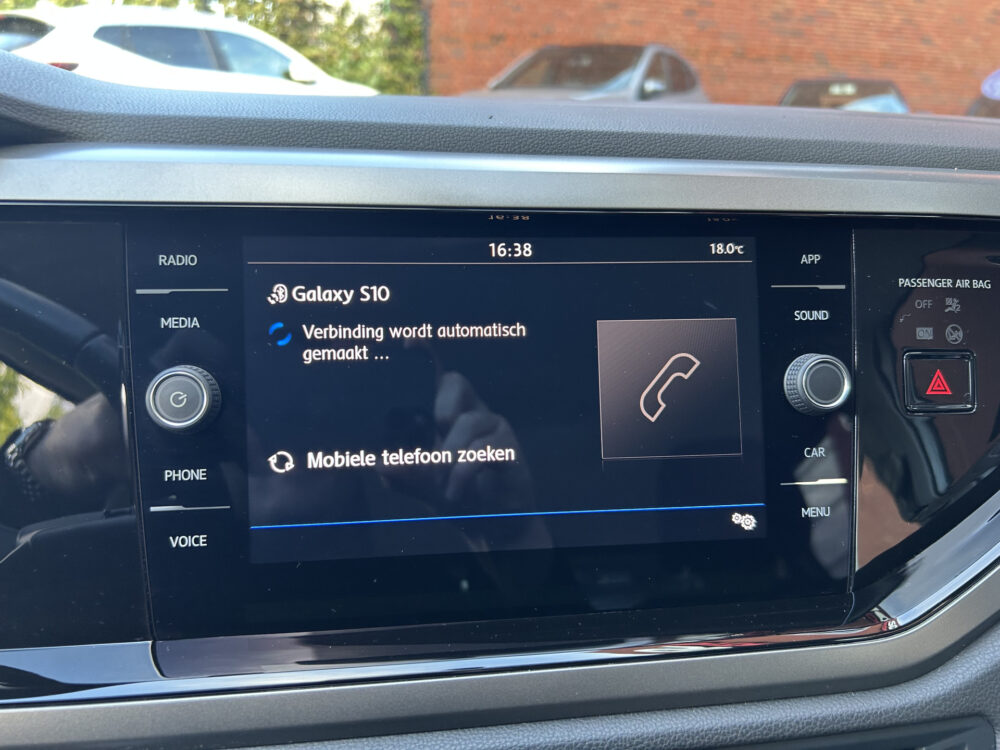 16:38
18.0°C
RADIO
MEDIA
PHONE
VOICE
Galaxy S10
Verbinding wordt automatisch
gemaakt ...
Mobiele telefoon zoeken
APP
SOUND
CAR
MENU
PASSENGER AIR BAG
OFF
ON